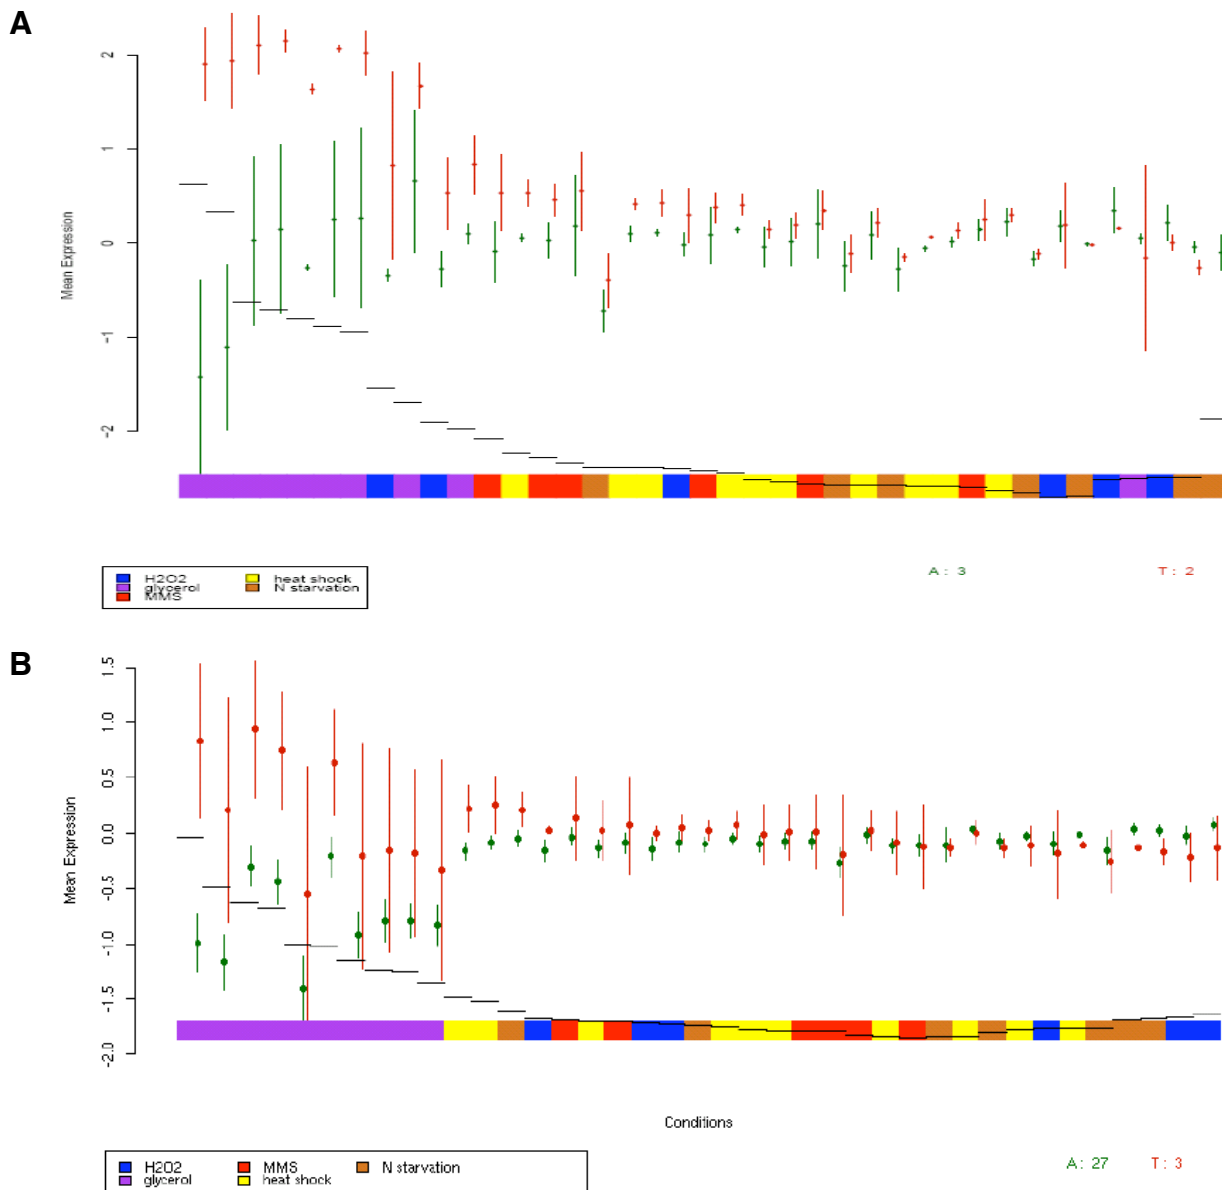 A
2
1
0
-1
-2
Mean Expression
H2O2 heat shock
glycerol N starvation
MMS
A : 3 T : 2
B
1.5
1.0
0.5
0.0
-0.5
-1.0
-1.5
-2.0
Mean Expression
Conditions
H2O2 MMS N starvation
glycerol heat shock
A : 27 T : 3